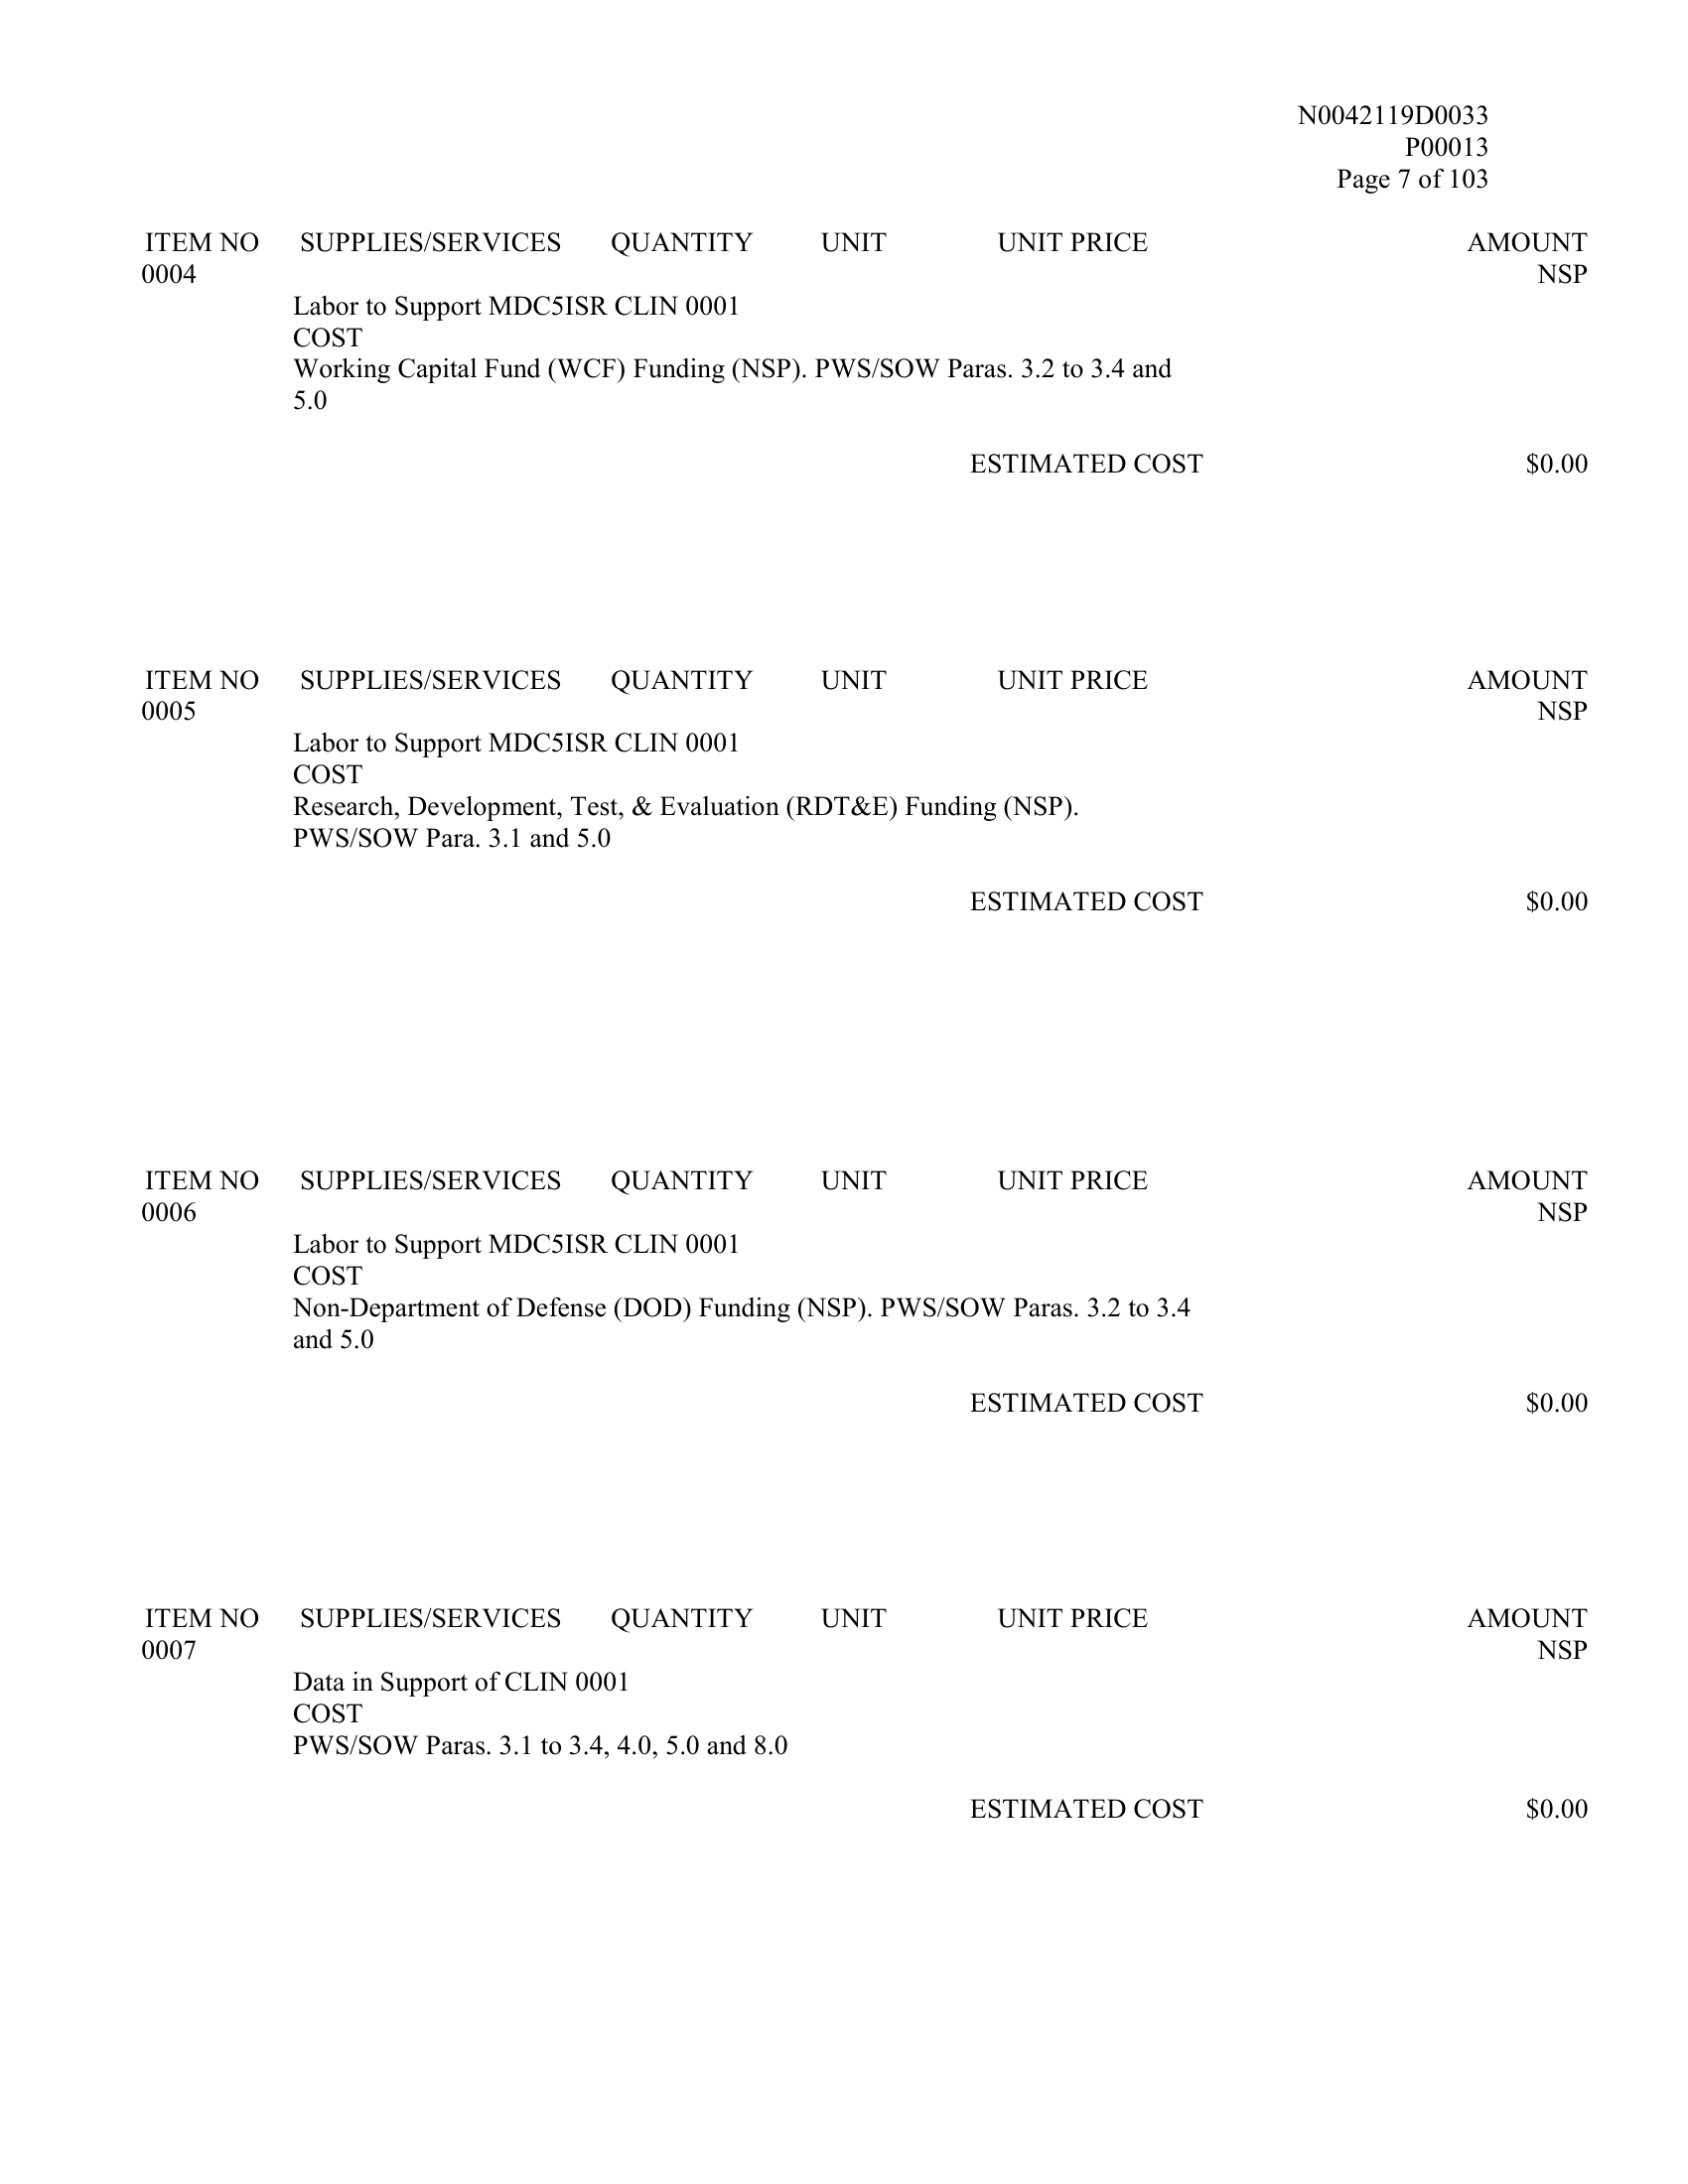 N0042119D0033
P00013
Page 7 of 103
ITEM NO SUPPLIES/SERVICES QUANTITY UNIT UNIT PRICE AMOUNT
0004 NSP
Labor to Support MDC5ISR CLIN 0001
COST
Working Capital Fund (WCF) Funding (NSP). PWS/SOW Paras. 3.2 to 3.4 and
5.0
ESTIMATED COST $0.00
ITEM NO SUPPLIES/SERVICES QUANTITY UNIT UNIT PRICE AMOUNT
0005 NSP
Labor to Support MDC5ISR CLIN 0001
COST
Research, Development, Test, & Evaluation (RDT&E) Funding (NSP).
PWS/SOW Para. 3.1 and 5.0
ESTIMATED COST $0.00
ITEM NO SUPPLIES/SERVICES QUANTITY UNIT UNIT PRICE AMOUNT
0006 NSP
Labor to Support MDC5ISR CLIN 0001
COST
Non-Department of Defense (DOD) Funding (NSP). PWS/SOW Paras. 3.2 to 3.4
and 5.0
ESTIMATED COST $0.00
ITEM NO SUPPLIES/SERVICES QUANTITY UNIT UNIT PRICE AMOUNT
0007 NSP
Data in Support of CLIN 0001
COST
PWS/SOW Paras. 3.1 to 3.4, 4.0, 5.0 and 8.0
ESTIMATED COST $0.00